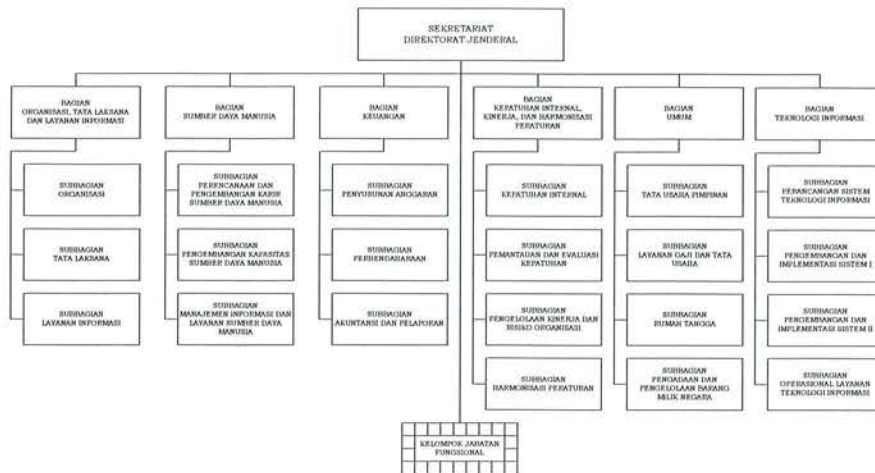 SEKRETARIAT
DIREKTORAT JENDERAL
BAGIAN
ORGANISASI, TATA LAKSANA
DAN LAYANAN INFORMASI
BAGIAN
SUMBER DAYA MANUSIA
BAGIAN
KEUANGAN
BAGIAN
KEPATUHAN INTERNAL,
KINERJA, DAN HARMONISASI
PERATURAN
BAGIAN
UMUM
BAGIAN
TEKNOLOGI INFORMASI
SUBBAGIAN
ORGANISASI
SUBBAGIAN
PERENCANAAN DAN
PENGEMBANGAN KARIR
SUMBER DAYA MANUSIA
SUBBAGIAN
PENYUSUNAN ANGGARAN
SUBBAGIAN
KEPATUHAN INTERNAL
SUBBAGIAN
TATA USAHA PIMPINAN
SUBBAGIAN
PERANCANGAN SISTEM
TEKNOLOGI INFORMASI
SUBBAGIAN
TATA LAKSANA
SUBBAGIAN
PENGEMBANGAN KAPASITAS
SUMBER DAYA MANUSIA
SUBBAGIAN
PERBENDAHARAAN
SUBBAGIAN
PEMANTAUAN DAN EVALUASI
KEPATUHAN
SUBBAGIAN
LAYANAN GAJI DAN TATA
USAHA
SUBBAGIAN
PENGEMBANGAN DAN
IMPLEMENTASI SISTEM I
SUBBAGIAN
LAYANAN INFORMASI
SUBBAGIAN
MANAJEMEN INFORMASI DAN
LAYANAN SUMBER DAYA
MANUSIA
SUBBAGIAN
AKUNTANSI DAN PELAPORAN
SUBBAGIAN
PENGELOLAAN KINERJA DAN
RISIKO ORGANISASI
SUBBAGIAN
RUMAH TANGGA
SUBBAGIAN
PENGEMBANGAN DAN
IMPLEMENTASI SISTEM II
SUBBAGIAN
HARMONISASI PERATURAN
SUBBAGIAN
PENGADAAN DAN
PENGELOLAAN BARANG
MILIK NEGARA
SUBBAGIAN
OPERASIONAL LAYANAN
TEKNOLOGI INFORMASI
KELOMPOK JABATAN
FUNGSIONAL